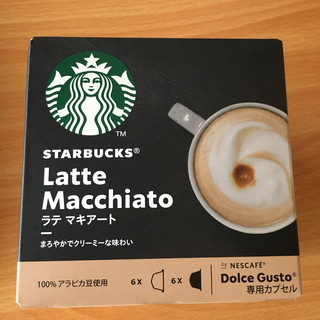 TM
STARBUCKS®
Latte
Macchiato
ラテ マキアート
まろやかでクリーミーな味わい
100% アラビカ豆使用
6X 6X
for NESCAFÉ®
Dolce Gusto®
専用カプセル